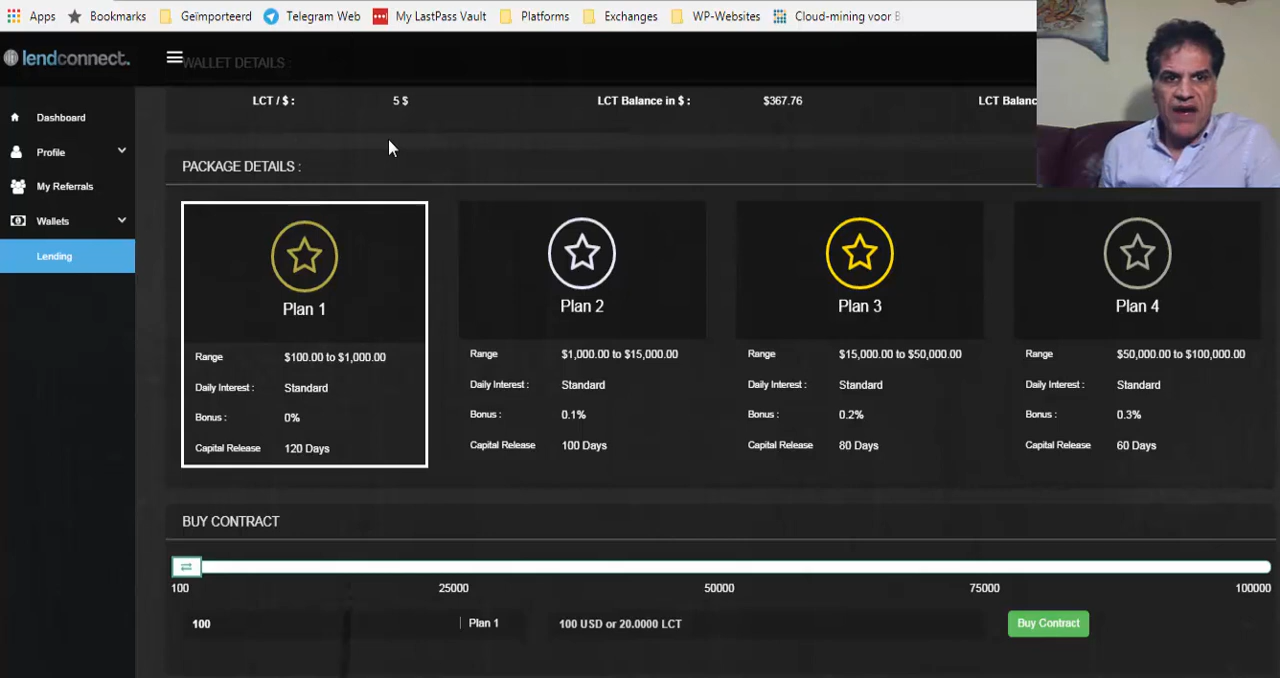 Apps Bookmarks Geïmporteerd Telegram Web My LastPass Vault Platforms Exchanges WP-Websites Cloud-mining voor B
lendconnect.
WALLET DETAILS :
LCT / $ : 5 $ LCT Balance in $ : $367.76 LCT Balanc
Dashboard
Profile
My Referrals
Wallets
Lending
PACKAGE DETAILS :
Plan 1 Plan 2 Plan 3 Plan 4
Range $100.00 to $1,000.00 Range $1,000.00 to $15,000.00 Range $15,000.00 to $50,000.00 Range $50,000.00 to $100,000.00
Daily Interest : Standard Daily Interest : Standard Daily Interest : Standard Daily Interest : Standard
Bonus : 0% Bonus : 0.1% Bonus : 0.2% Bonus : 0.3%
Capital Release 120 Days Capital Release 100 Days Capital Release 80 Days Capital Release 60 Days
BUY CONTRACT
100 25000 50000 75000 100000
100 Plan 1 100 USD or 20.0000 LCT Buy Contract